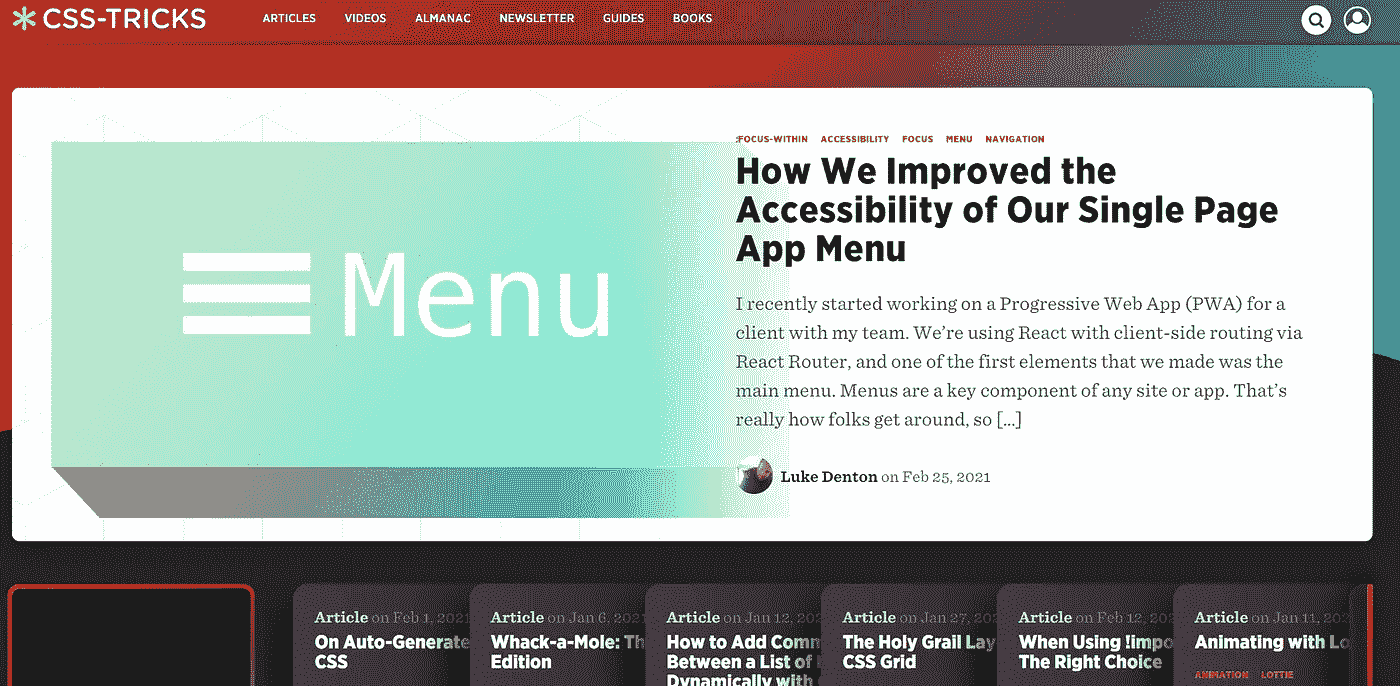 CSS-TRICKS
ARTICLES VIDEOS ALMANAC NEWSLETTER GUIDES BOOKS
Menu
:FOCUS-WITHIN ACCESSIBILITY FOCUS MENU NAVIGATION
How We Improved the
Accessibility of Our Single Page
App Menu
I recently started working on a Progressive Web App (PWA) for a
client with my team. We’re using React with client-side routing via
React Router, and one of the first elements that we made was the
main menu. Menus are a key component of any site or app. That’s
really how folks get around, so […]
Luke Denton on Feb 25, 2021
Article on Feb 1, 2021
On Auto-Generate
CSS
Article on Jan 6, 202
Whack-a-Mole: Th
Edition
Article on Jan 12, 202
How to Add Comm
Between a List of
Dynamically with
Article on Jan 27, 202
The Holy Grail Lay
CSS Grid
Article on Feb 12, 202
When Using !impo
The Right Choice
Article on Jan 11, 202
Animating with Lo
ANIMATION LOTTIE